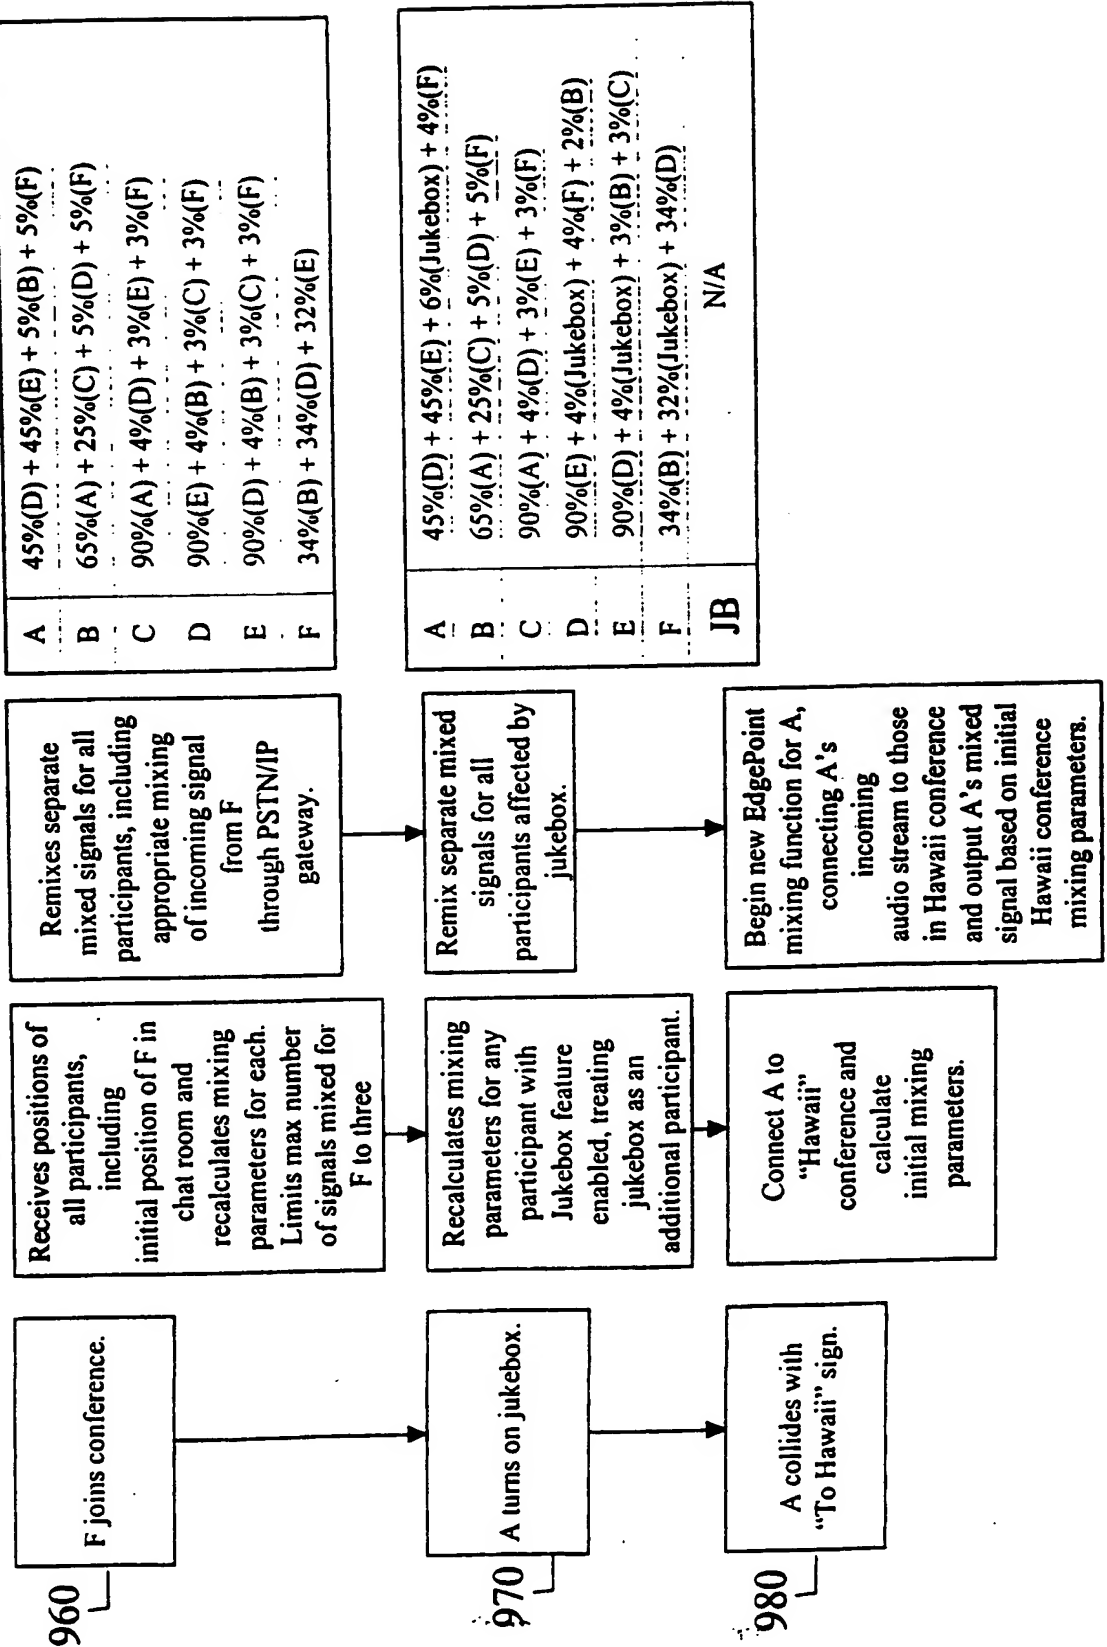 960
F joins conference.
Receives positions of
all participants,
including
initial position of F in
chat room and
recalculates mixing
parameters for each.
Limits max number
of signals mixed for
F to three
Remixes separate
mixed signals for all
participants, including
appropriate mixing
of incoming signal
from F
through PSTN/IP
gateway.
A 45%(D) + 45%(E) + 5%(B) + 5%(F)
B 65%(A) + 25%(C) + 5%(D) + 5%(F)
C 90%(A) + 4%(D) + 3%(E) + 3%(F)
D 90%(E) + 4%(B) + 3%(C) + 3%(F)
E 90%(D) + 4%(B) + 3%(C) + 3%(F)
F 34%(B) + 34%(D) + 32%(E)
970
A turns on jukebox.
Recalculates mixing
parameters for any
participant with
Jukebox feature
enabled, treating
jukebox as an
additional participant.
Remix separate mixed
signals for all
participants affected by
jukebox.
A 45%(D) + 45%(E) + 6%(Jukebox) + 4%(F)
B 65%(A) + 25%(C) + 5%(D) + 5%(F)
C 90%(A) + 4%(D) + 3%(E) + 3%(F)
D 90%(E) + 4%(Jukebox) + 4%(F) + 2%(B)
E 90%(D) + 4%(Jukebox) + 3%(B) + 3%(C)
F 34%(B) + 32%(Jukebox) + 34%(D)
JB N/A
980
A collides with
“To Hawaii” sign.
Connect A to
“Hawaii”
conference and
calculate
initial mixing
parameters.
Begin new EdgePoint
mixing function for A,
connecting A's
incoming
audio stream to those
in Hawaii conference
and output A's mixed
signal based on initial
Hawaii conference
mixing parameters.